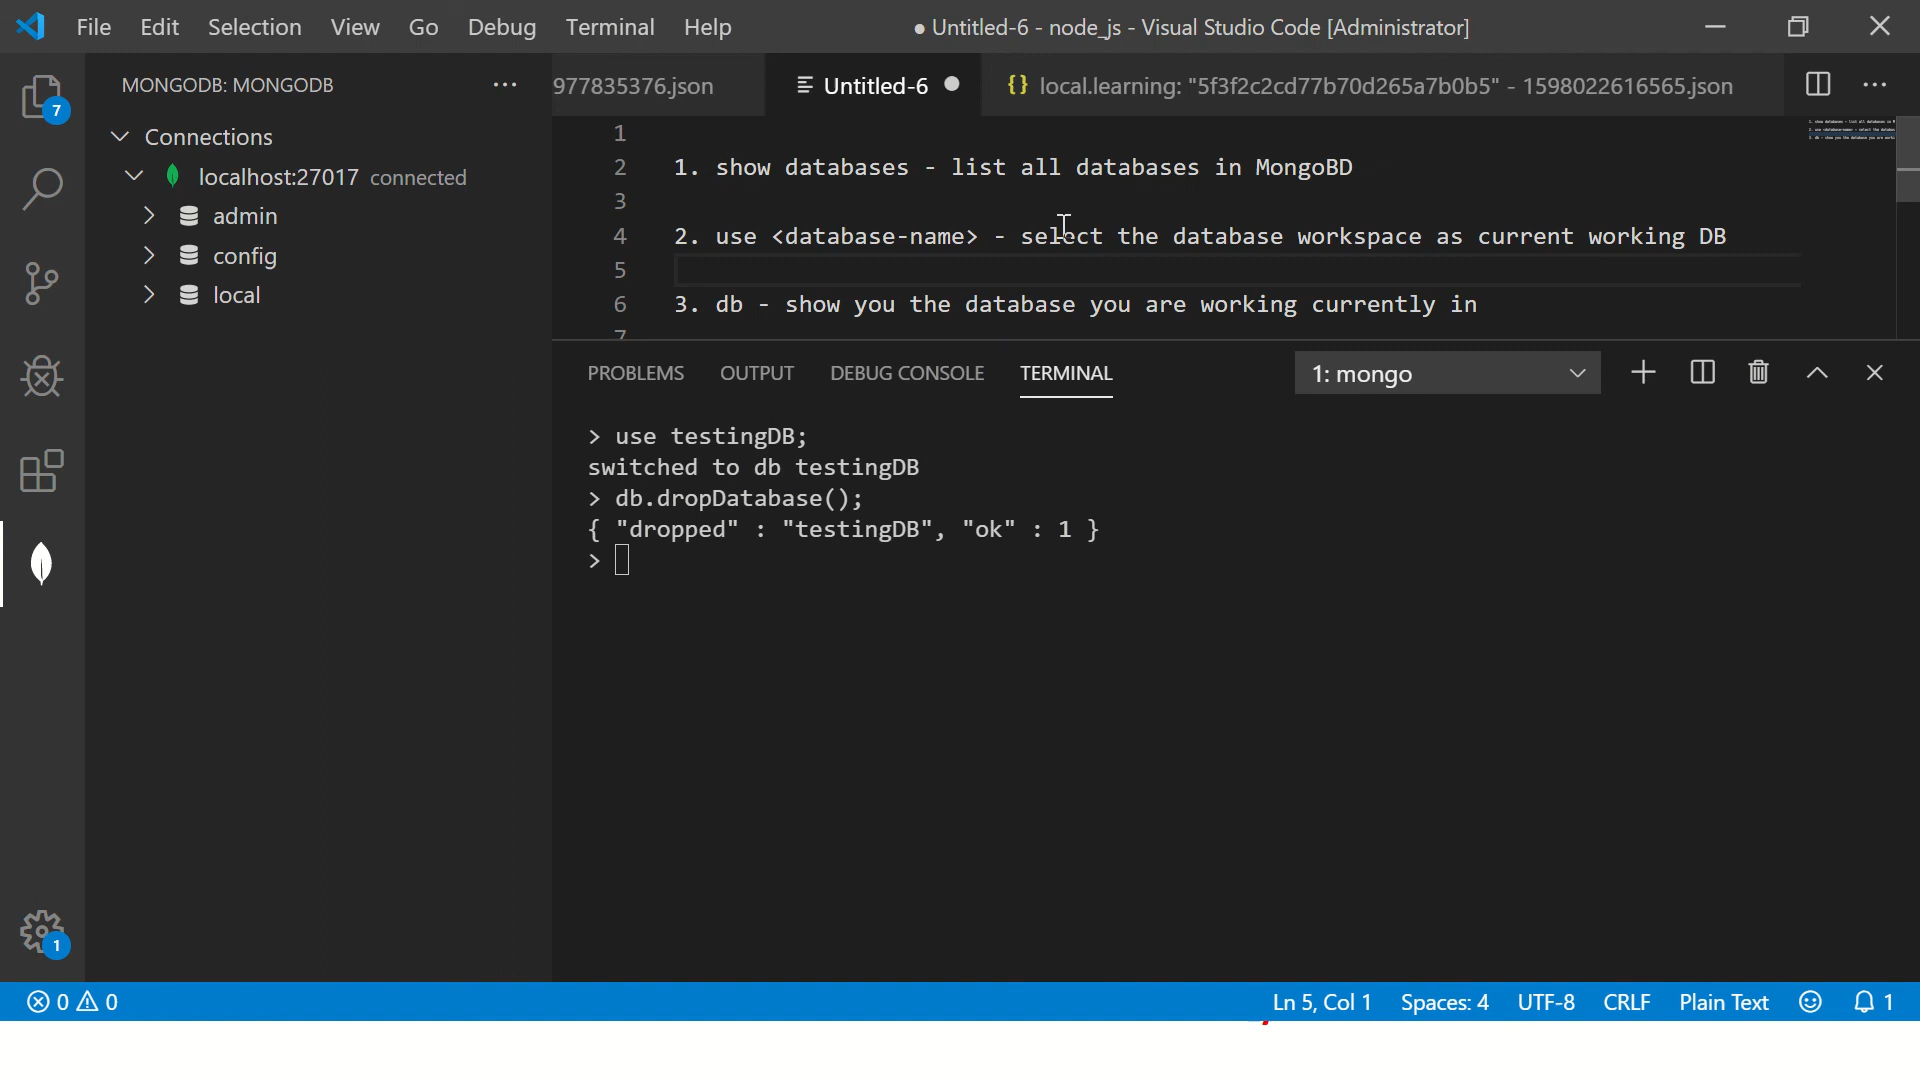 File Edit Selection View Go Debug Terminal Help
● Untitled-6 - node_js - Visual Studio Code [Administrator]
7
MONGODB: MONGODB
Connections
localhost:27017 connected
admin
config
local
977835376.json
Untitled-6
{} local.learning: "5f3f2c2cd77b70d265a7b0b5" - 1598022616565.json
1
2 1. show databases - list all databases in MongoBD
3
4 2. use <database-name> - select the database workspace as current working DB
5
6 3. db - show you the database you are working currently in
7
PROBLEMS OUTPUT DEBUG CONSOLE TERMINAL
1: mongo
> use testingDB;
switched to db testingDB
> db.dropDatabase();
{ "dropped" : "testingDB", "ok" : 1 }
>
1
0 0
Ln 5, Col 1 Spaces: 4 UTF-8 CRLF Plain Text 1